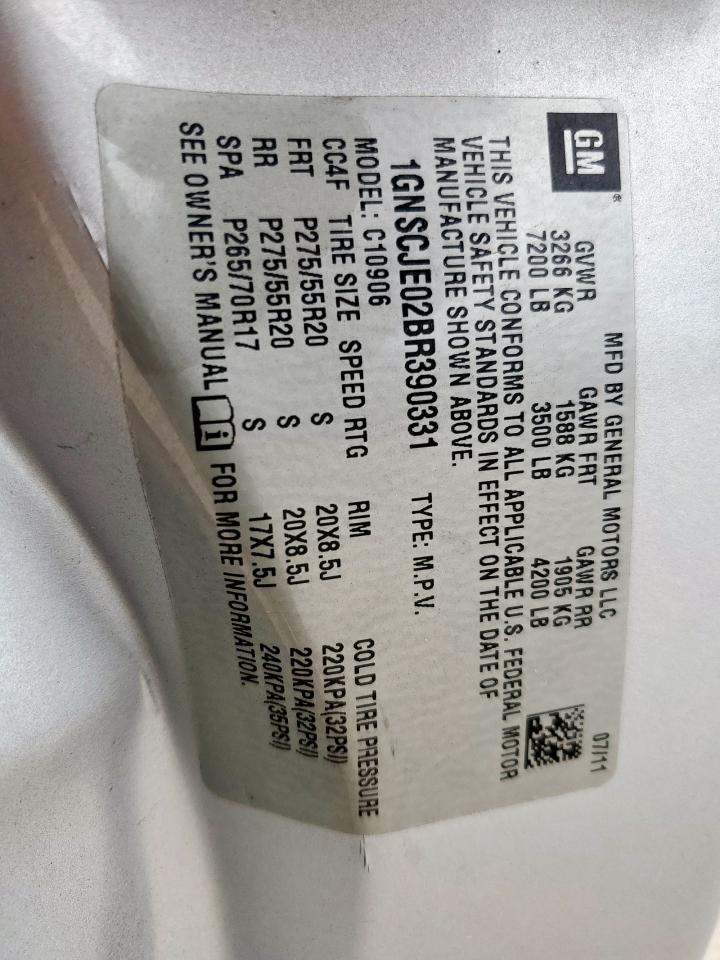 GM®
MFD BY GENERAL MOTORS LLC 07/11
GVWR GAWR FRT GAWR RR
3266 KG 1588 KG 1905 KG
7200 LB 3500 LB 4200 LB
THIS VEHICLE CONFORMS TO ALL APPLICABLE U.S. FEDERAL MOTOR
VEHICLE SAFETY STANDARDS IN EFFECT ON THE DATE OF
MANUFACTURE SHOWN ABOVE.
1GNSCJE02BR390331 TYPE: M.P.V.
MODEL: C10906
CC4F TIRE SIZE SPEED RTG RIM COLD TIRE PRESSURE
FRT P275/55R20 S 20X8.5J 220KPA(32PSI)
RR P275/55R20 S 20X8.5J 220KPA(32PSI)
SPA P265/70R17 S 17X7.5J 240KPA(35PSI)
SEE OWNER'S MANUAL i FOR MORE INFORMATION.